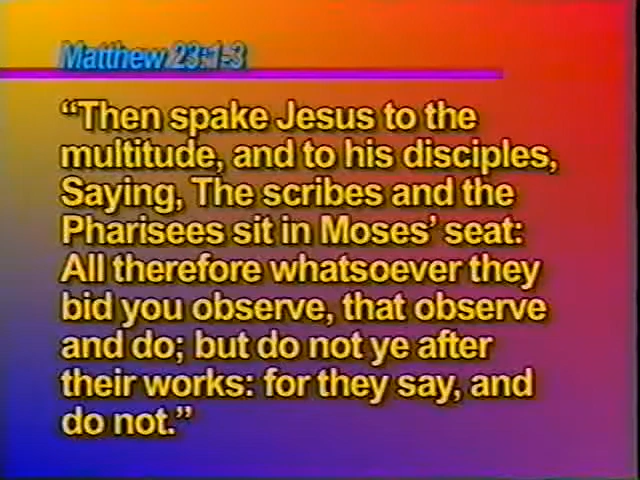 Matthew 23:1-3
“Then spake Jesus to the
multitude, and to his disciples,
Saying, The scribes and the
Pharisees sit in Moses’ seat:
All therefore whatsoever they
bid you observe, that observe
and do; but do not ye after
their works: for they say, and
do not.”